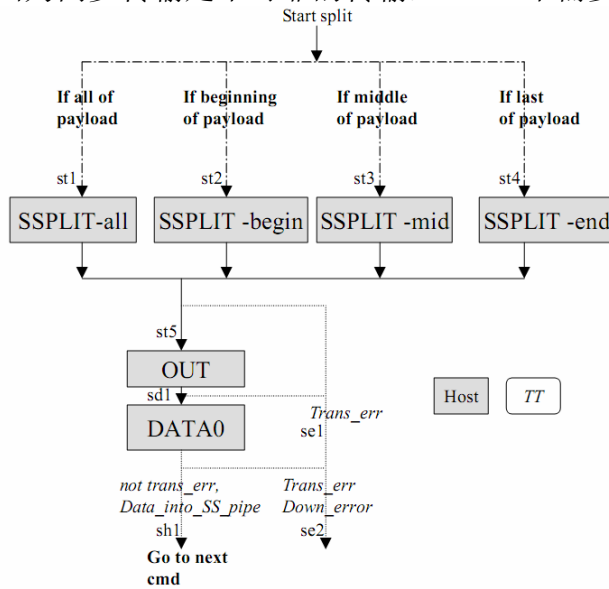 Start split
If all of
payload
If beginning
of payload
If middle
of payload
If last
of payload
st1
st2
st3
st4
SSPLIT-all
SSPLIT -begin
SSPLIT -mid
SSPLIT -end
st5
OUT
sd1
Trans_err
se1
DATA0
Host
TT
not trans_err,
Data_into_SS_pipe
sh1
Trans_err
Down_error
se2
Go to next
cmd